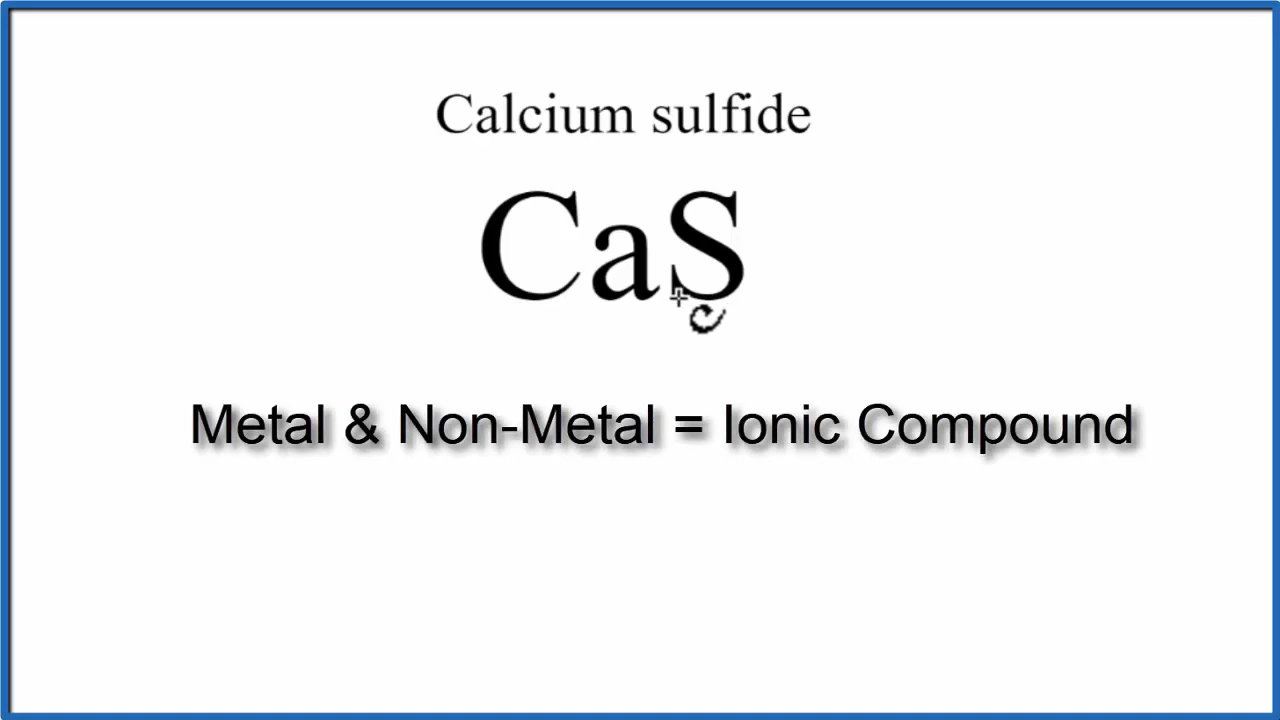 Calcium sulfide
CaS
Metal & Non-Metal = Ionic Compound